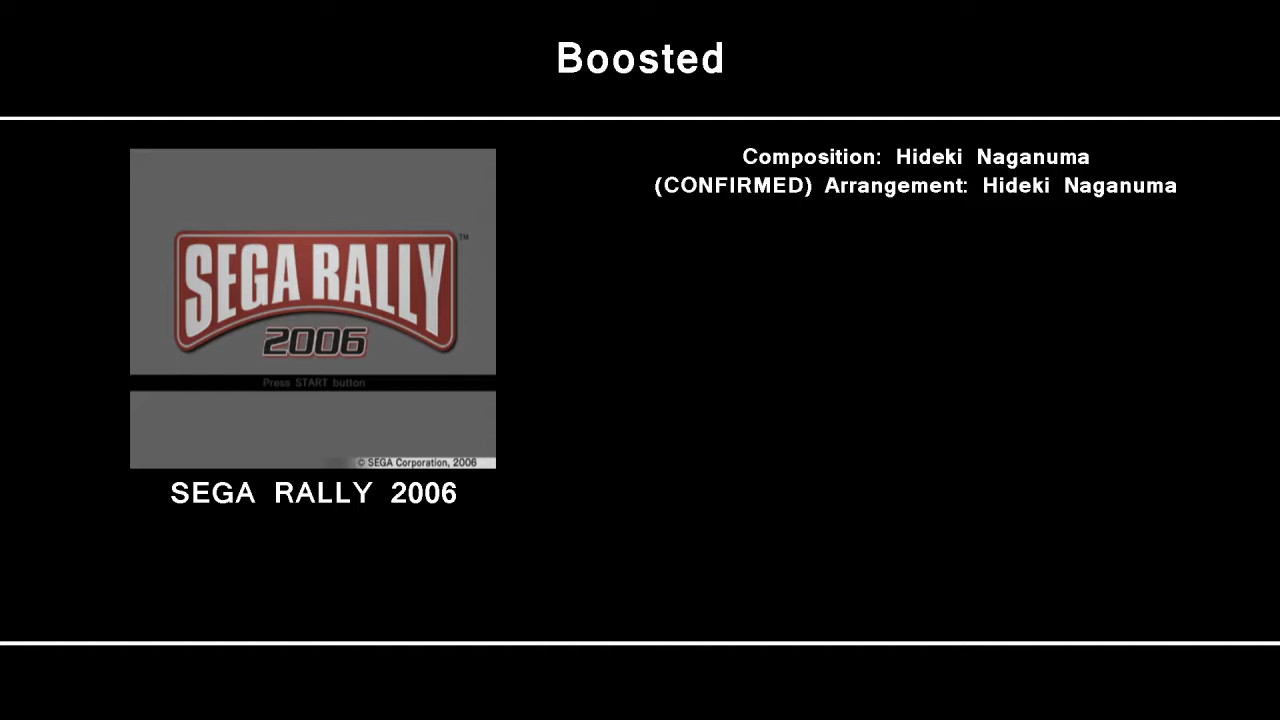 Boosted
Composition: Hideki Naganuma
(CONFIRMED) Arrangement: Hideki Naganuma
SEGA RALLY ™
2006
Press START button
© SEGA Corporation, 2006
SEGA RALLY 2006